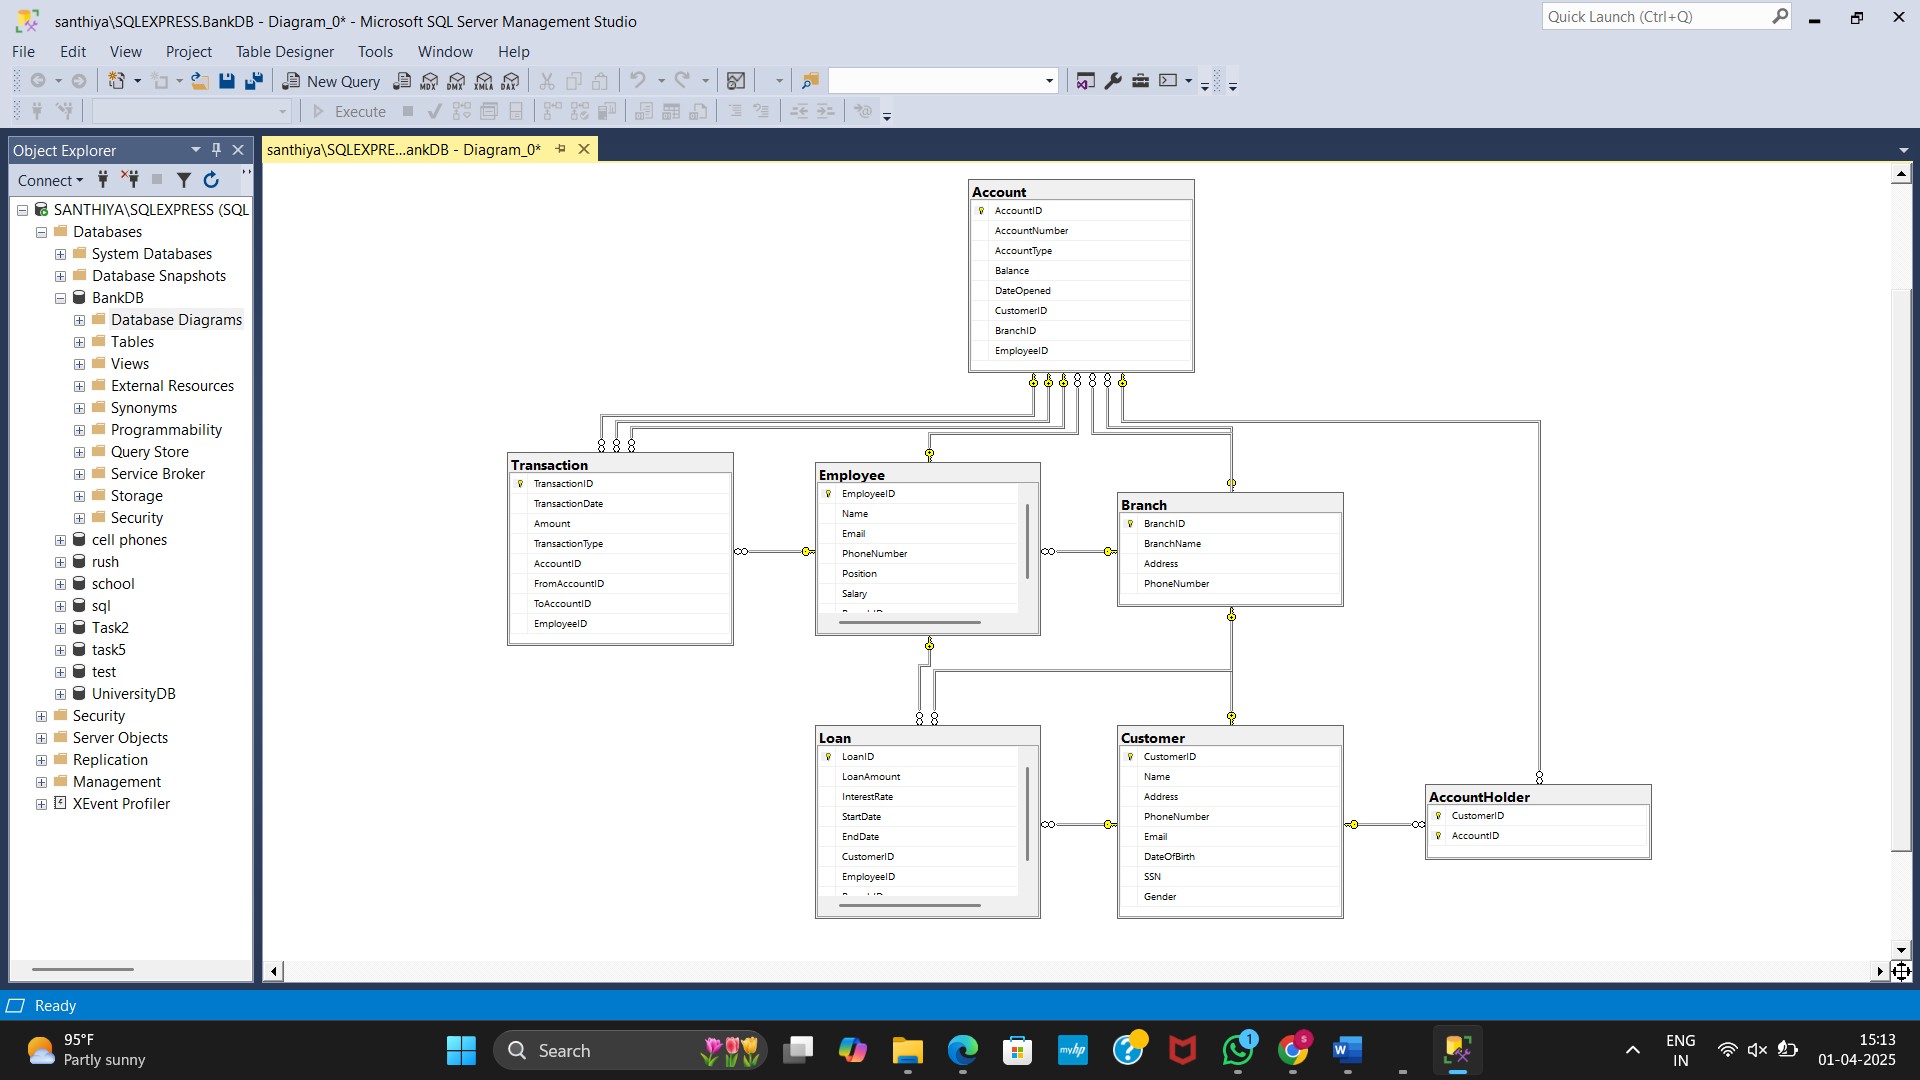 santhiya\SQLEXPRESS.BankDB - Diagram_0* - Microsoft SQL Server Management Studio
Quick Launch (Ctrl+Q)
File Edit View Project Table Designer Tools Window Help
New Query MDX DMX XMLA DAX
Execute
Object Explorer
santhiya\SQLEXPRE...ankDB - Diagram_0*
Connect
SANTHIYA\SQLEXPRESS (SQL
Databases
System Databases
Database Snapshots
BankDB
Database Diagrams
Tables
Views
External Resources
Synonyms
Programmability
Query Store
Service Broker
Storage
Security
cell phones
rush
school
sql
Task2
task5
test
UniversityDB
Security
Server Objects
Replication
Management
XEvent Profiler
Account
AccountID
AccountNumber
AccountType
Balance
DateOpened
CustomerID
BranchID
EmployeeID
Transaction
TransactionID
TransactionDate
Amount
TransactionType
AccountID
FromAccountID
ToAccountID
EmployeeID
Employee
EmployeeID
Name
Email
PhoneNumber
Position
Salary
Branch
BranchID
BranchName
Address
PhoneNumber
Loan
LoanID
LoanAmount
InterestRate
StartDate
EndDate
CustomerID
EmployeeID
Customer
CustomerID
Name
Address
PhoneNumber
Email
DateOfBirth
SSN
Gender
AccountHolder
CustomerID
AccountID
Ready
95°F
Partly sunny
Search
myhp
1
S
ENG
IN
15:13
01-04-2025